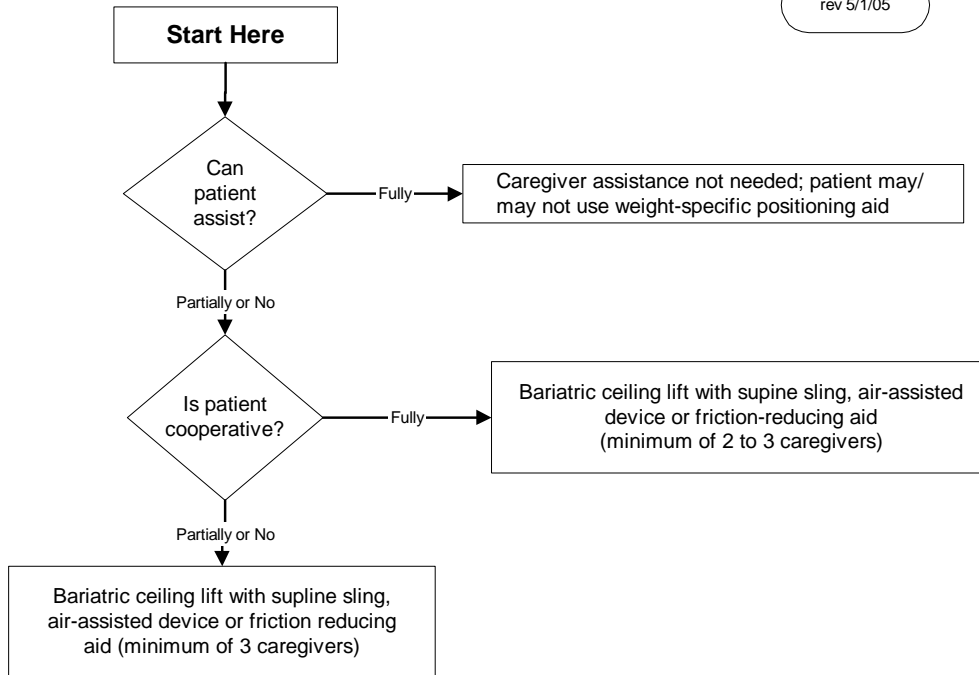 rev 5/1/05
Start Here
Can
patient
assist?
Fully
Caregiver assistance not needed; patient may/
may not use weight-specific positioning aid
Partially or No
Is patient
cooperative?
Fully
Bariatric ceiling lift with supine sling, air-assisted
device or friction-reducing aid
(minimum of 2 to 3 caregivers)
Partially or No
Bariatric ceiling lift with supline sling,
air-assisted device or friction reducing
aid (minimum of 3 caregivers)